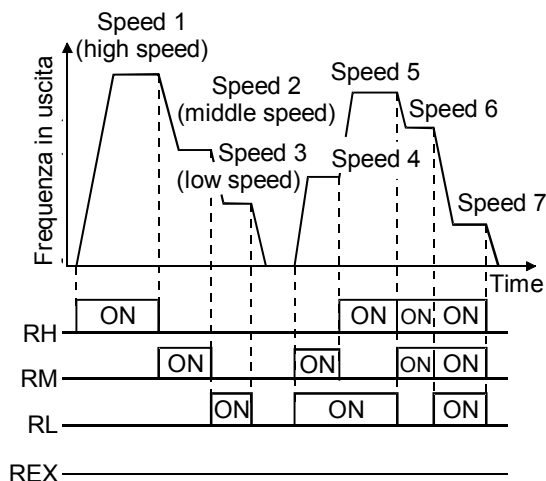 Speed 1
(high speed)
Speed 2
(middle speed)
Speed 3
(low speed)
Speed 5
Speed 6
Speed 4
Speed 7
Frequenza in uscita
Time
RH ON ON ON ON
RM ON ON ON ON
RL ON ON ON
REX